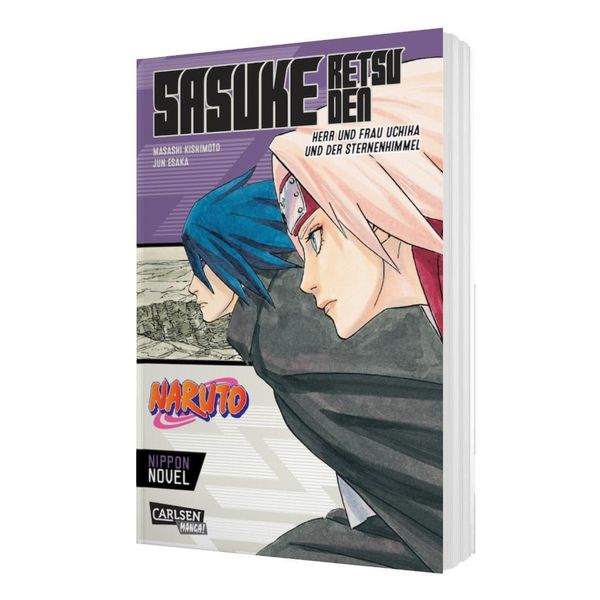 SASUKE RETSU
DEN
HERR UND FRAU UCHIHA
UND DER STERNENHIMMEL
MASASHI KISHIMOTO
JUN ESAKA
NARUTO
NIPPON
NOVEL
CARLSEN
MANGA!